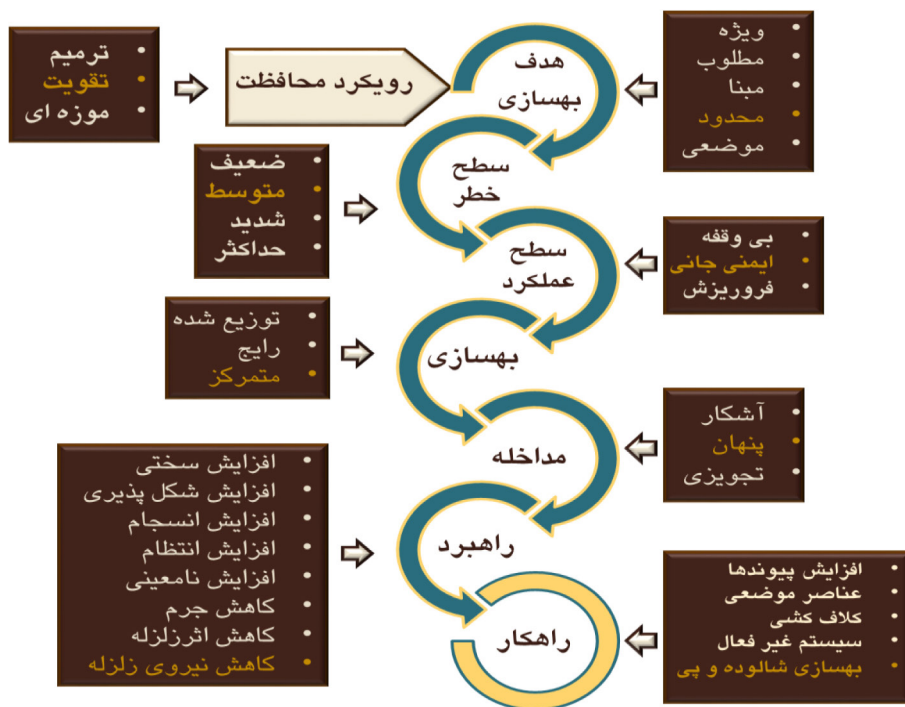 ترمیم
تقویت
موزه ای
رویکرد محافظت
هدف
بهسازی
ویژه
مطلوب
مبنا
محدود
موضعی
ضعیف
متوسط
شدید
حداکثر
سطح
خطر
سطح
عملکرد
بی وقفه
ایمنی جانی
فروریزش
توزیع شده
رایج
متمرکز
بهسازی
مداخله
آشکار
پنهان
تجویزی
افزایش سختی
افزایش شکل پذیری
افزایش انسجام
افزایش انتظام
افزایش نامعینی
کاهش جرم
کاهش اثرزلزله
کاهش نیروی زلزله
راهبرد
راهکار
افزایش پیوندها
عناصر موضعی
کلاف کشی
سیستم غیر فعال
بهسازی شالوده و پی